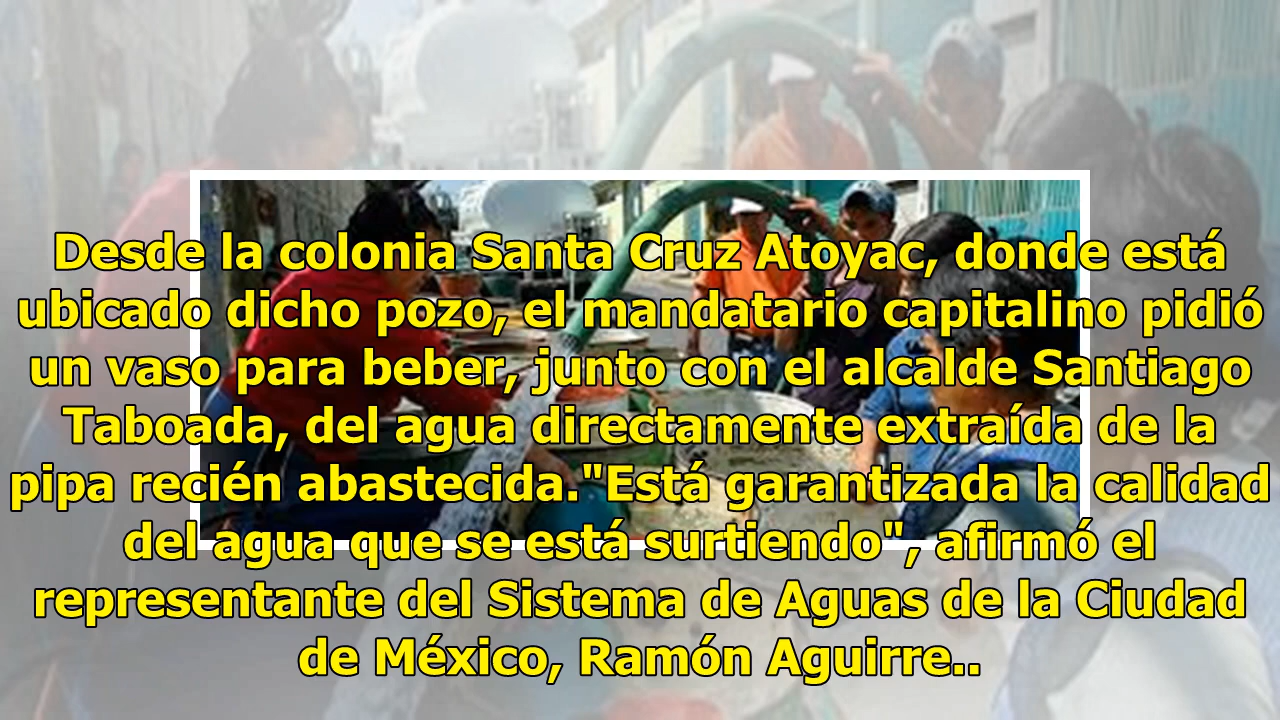 Desde la colonia Santa Cruz Atoyac, donde está
ubicado dicho pozo, el mandatario capitalino pidió
un vaso para beber, junto con el alcalde Santiago
Taboada, del agua directamente extraída de la
pipa recién abastecida."Está garantizada la calidad
del agua que se está surtiendo", afirmó el
representante del Sistema de Aguas de la Ciudad
de México, Ramón Aguirre..